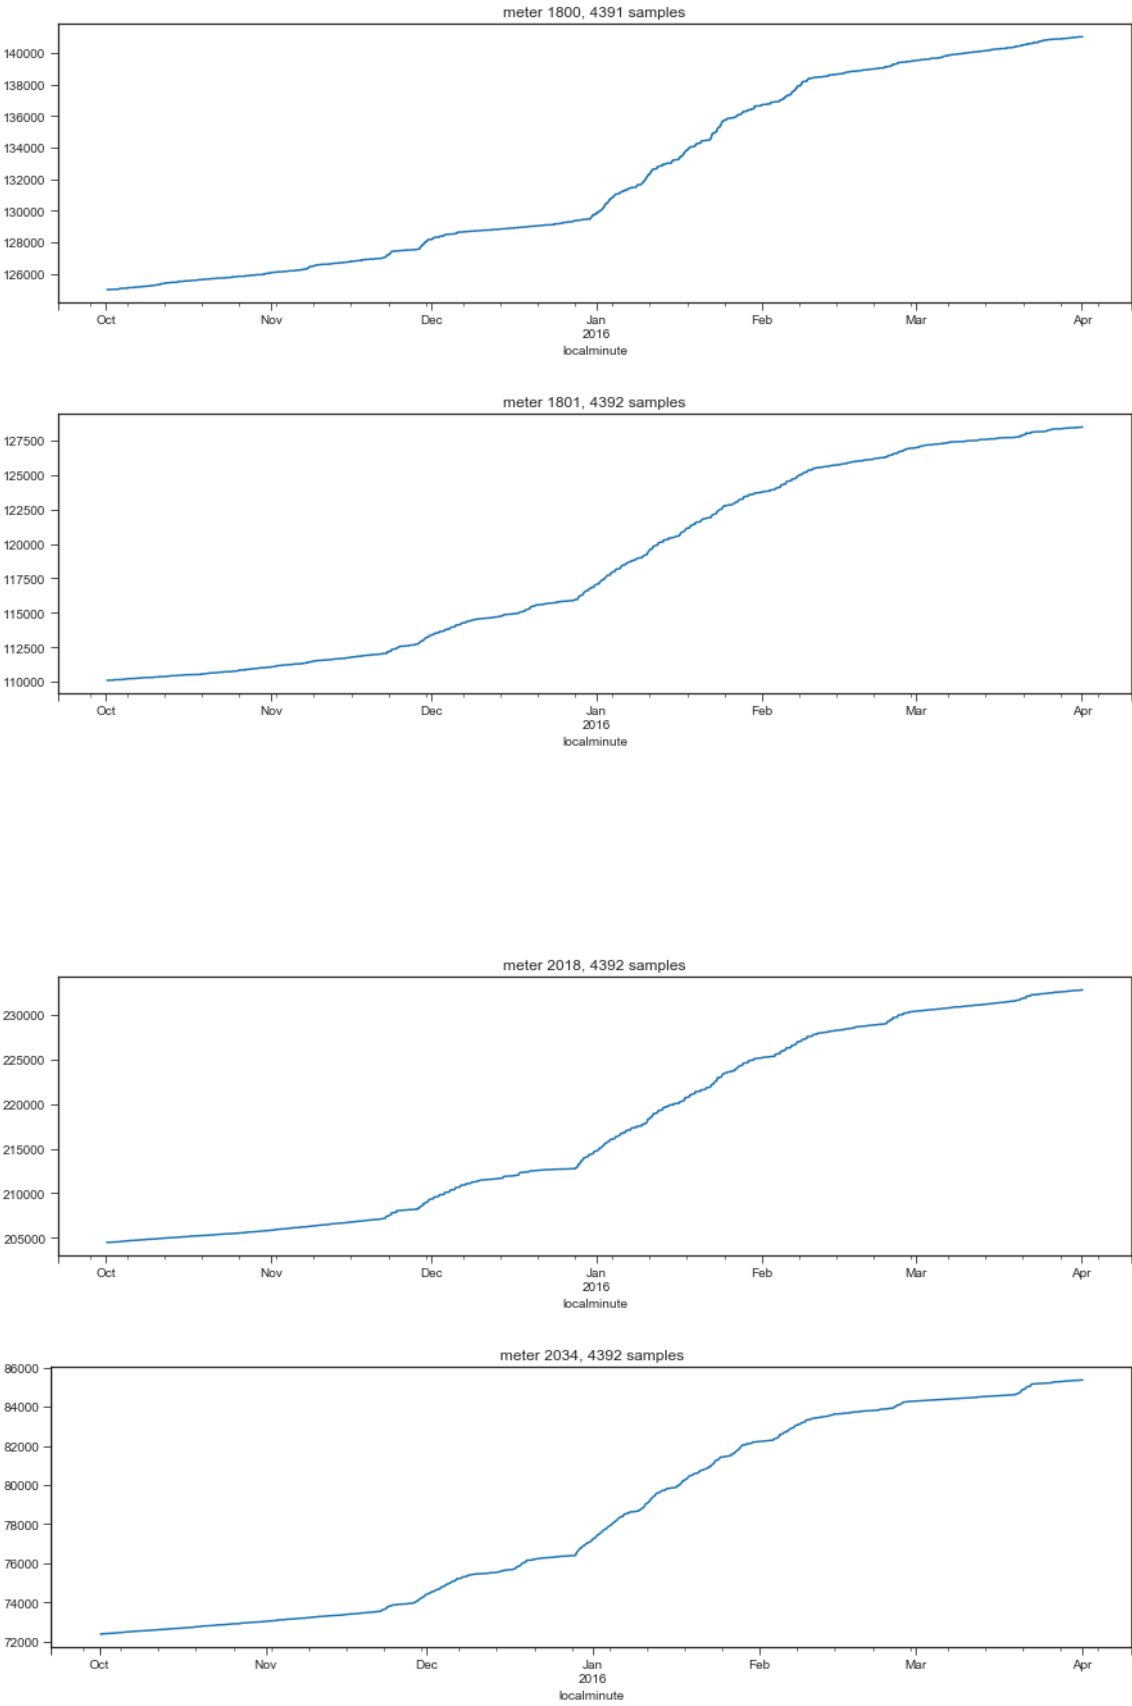 meter 1800, 4391 samples
140000
138000
136000
134000
132000
130000
128000
126000
Oct Nov Dec Jan Feb Mar Apr
2016
localminute
meter 1801, 4392 samples
127500
125000
122500
120000
117500
115000
112500
110000
Oct Nov Dec Jan Feb Mar Apr
2016
localminute
meter 2018, 4392 samples
230000
225000
220000
215000
210000
205000
Oct Nov Dec Jan Feb Mar Apr
2016
localminute
meter 2034, 4392 samples
86000
84000
82000
80000
78000
76000
74000
72000
Oct Nov Dec Jan Feb Mar Apr
2016
localminute